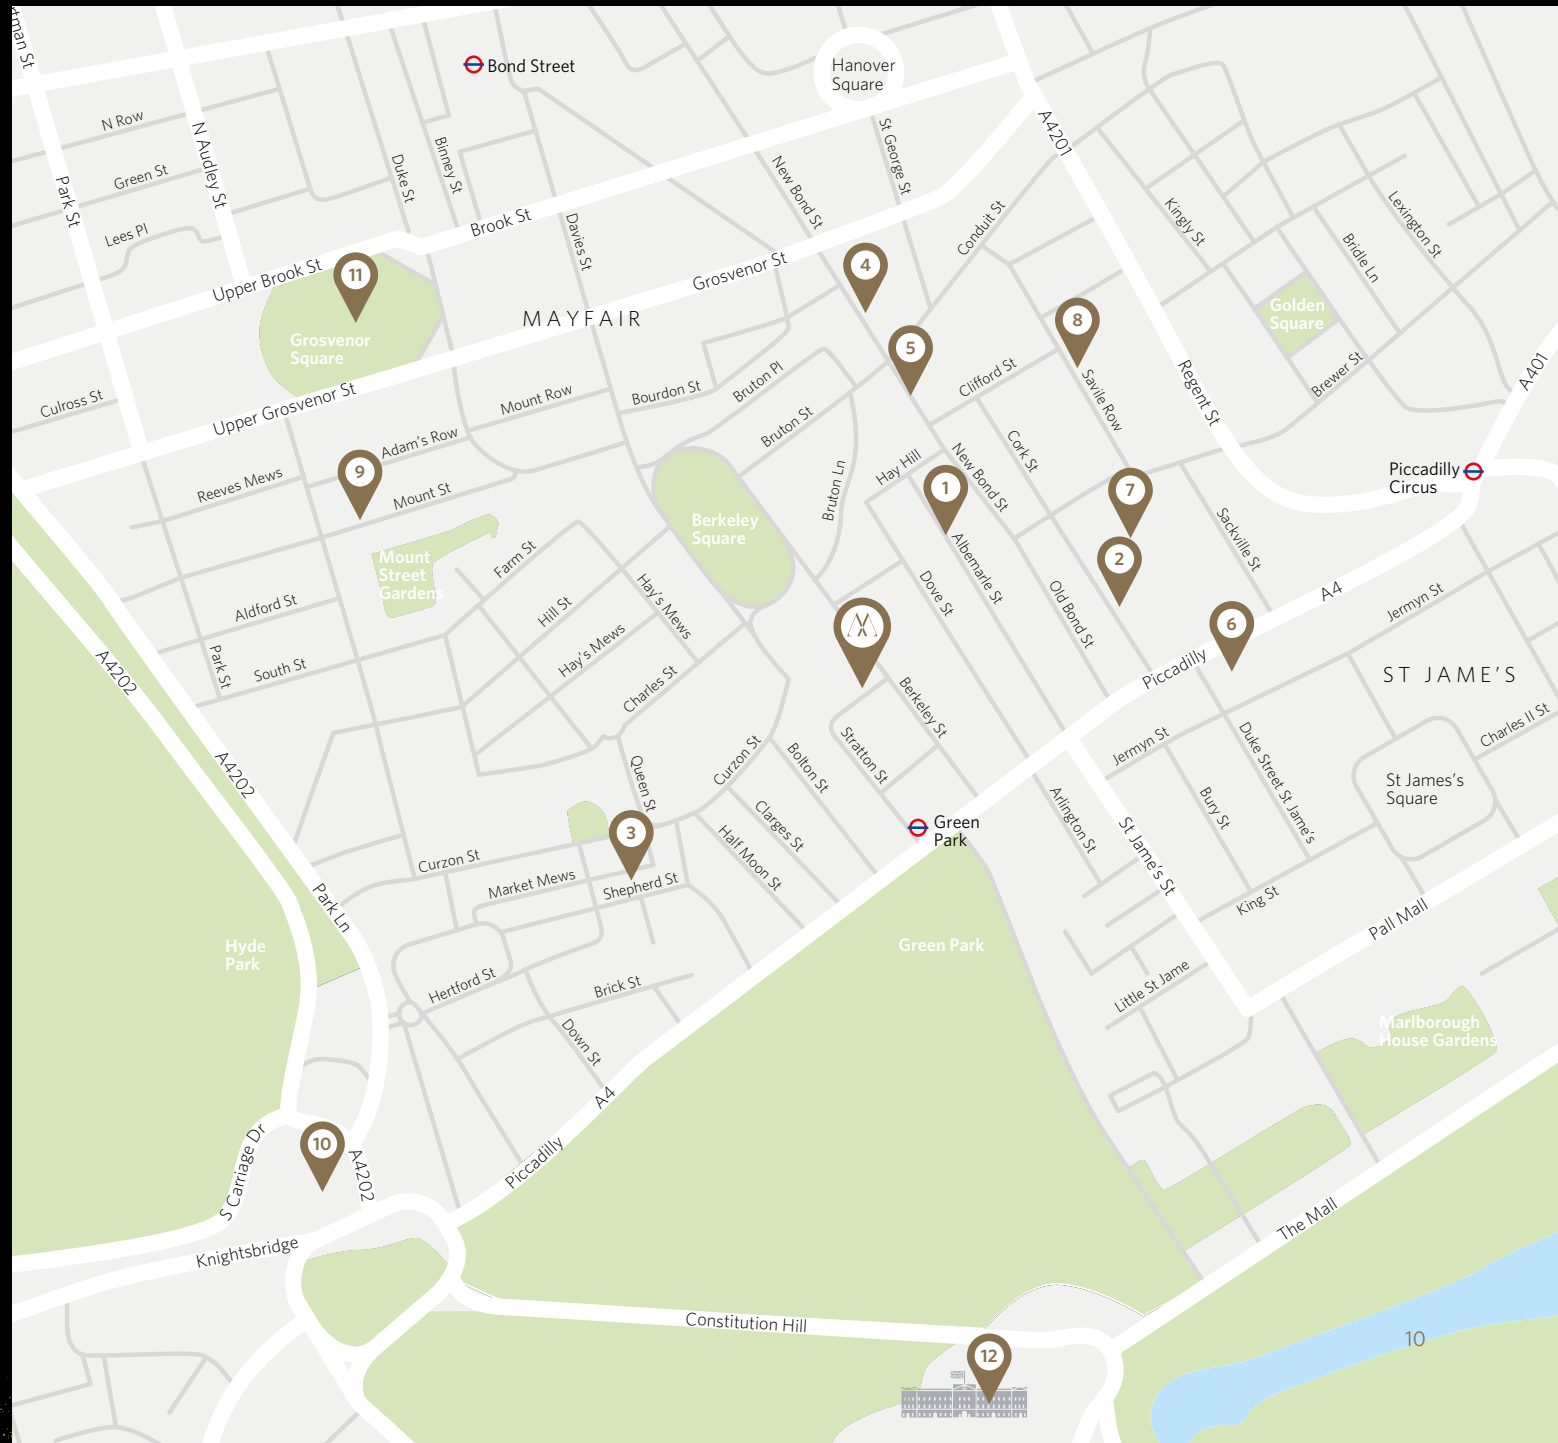 tman St
Bond Street
Hanover
Square
N Row
N Audley St
Green St
Park St
Lees Pl
Duke St
Binney St
Brook St
Davies St
New Bond St
St George St
A4201
Conduit St
Kingly St
Lexington St
Bridle Ln
Upper Brook St
11
Grosvenor
Square
MAYFAIR
Grosvenor St
4
5
8
Golden
Square
Culross St
Upper Grosvenor St
Mount Row
Bourdon St
Bruton Pl
Clifford St
Savile Row
Regent St
Brewer St
A401
Adam's Row
Bruton St
Reeves Mews
9
Mount St
Bruton Ln
Hay Hill
New Bond St
Cork St
1
7
Piccadilly
Circus
Berkeley
Square
Sackville St
Mount
Street
Gardens
Farm St
Hay's Mews
Dove St
Albemarle St
2
Old Bond St
A4
Jermyn St
Aldford St
Hill St
Hay's Mews
Park St
South St
Charles St
6
Piccadilly
ST JAME'S
A4202
A4202
Berkeley St
Stratton St
Curzon St
Bolton St
Queen St
Jermyn St
Duke Street St Jame's
Charles II St
St James's
Square
Arlington St
Bury St
Green
Park
3
Clarges St
Half Moon St
St Jame's St
Curzon St
Market Mews
Shepherd St
King St
Pall Mall
Park Ln
Hyde
Park
Green Park
Hertford St
Brick St
Little St Jame
Down St
Marlborough
House Gardens
A4
10
S Carriage Dr
A4202
Piccadilly
Knightsbridge
The Mall
Constitution Hill
12
10